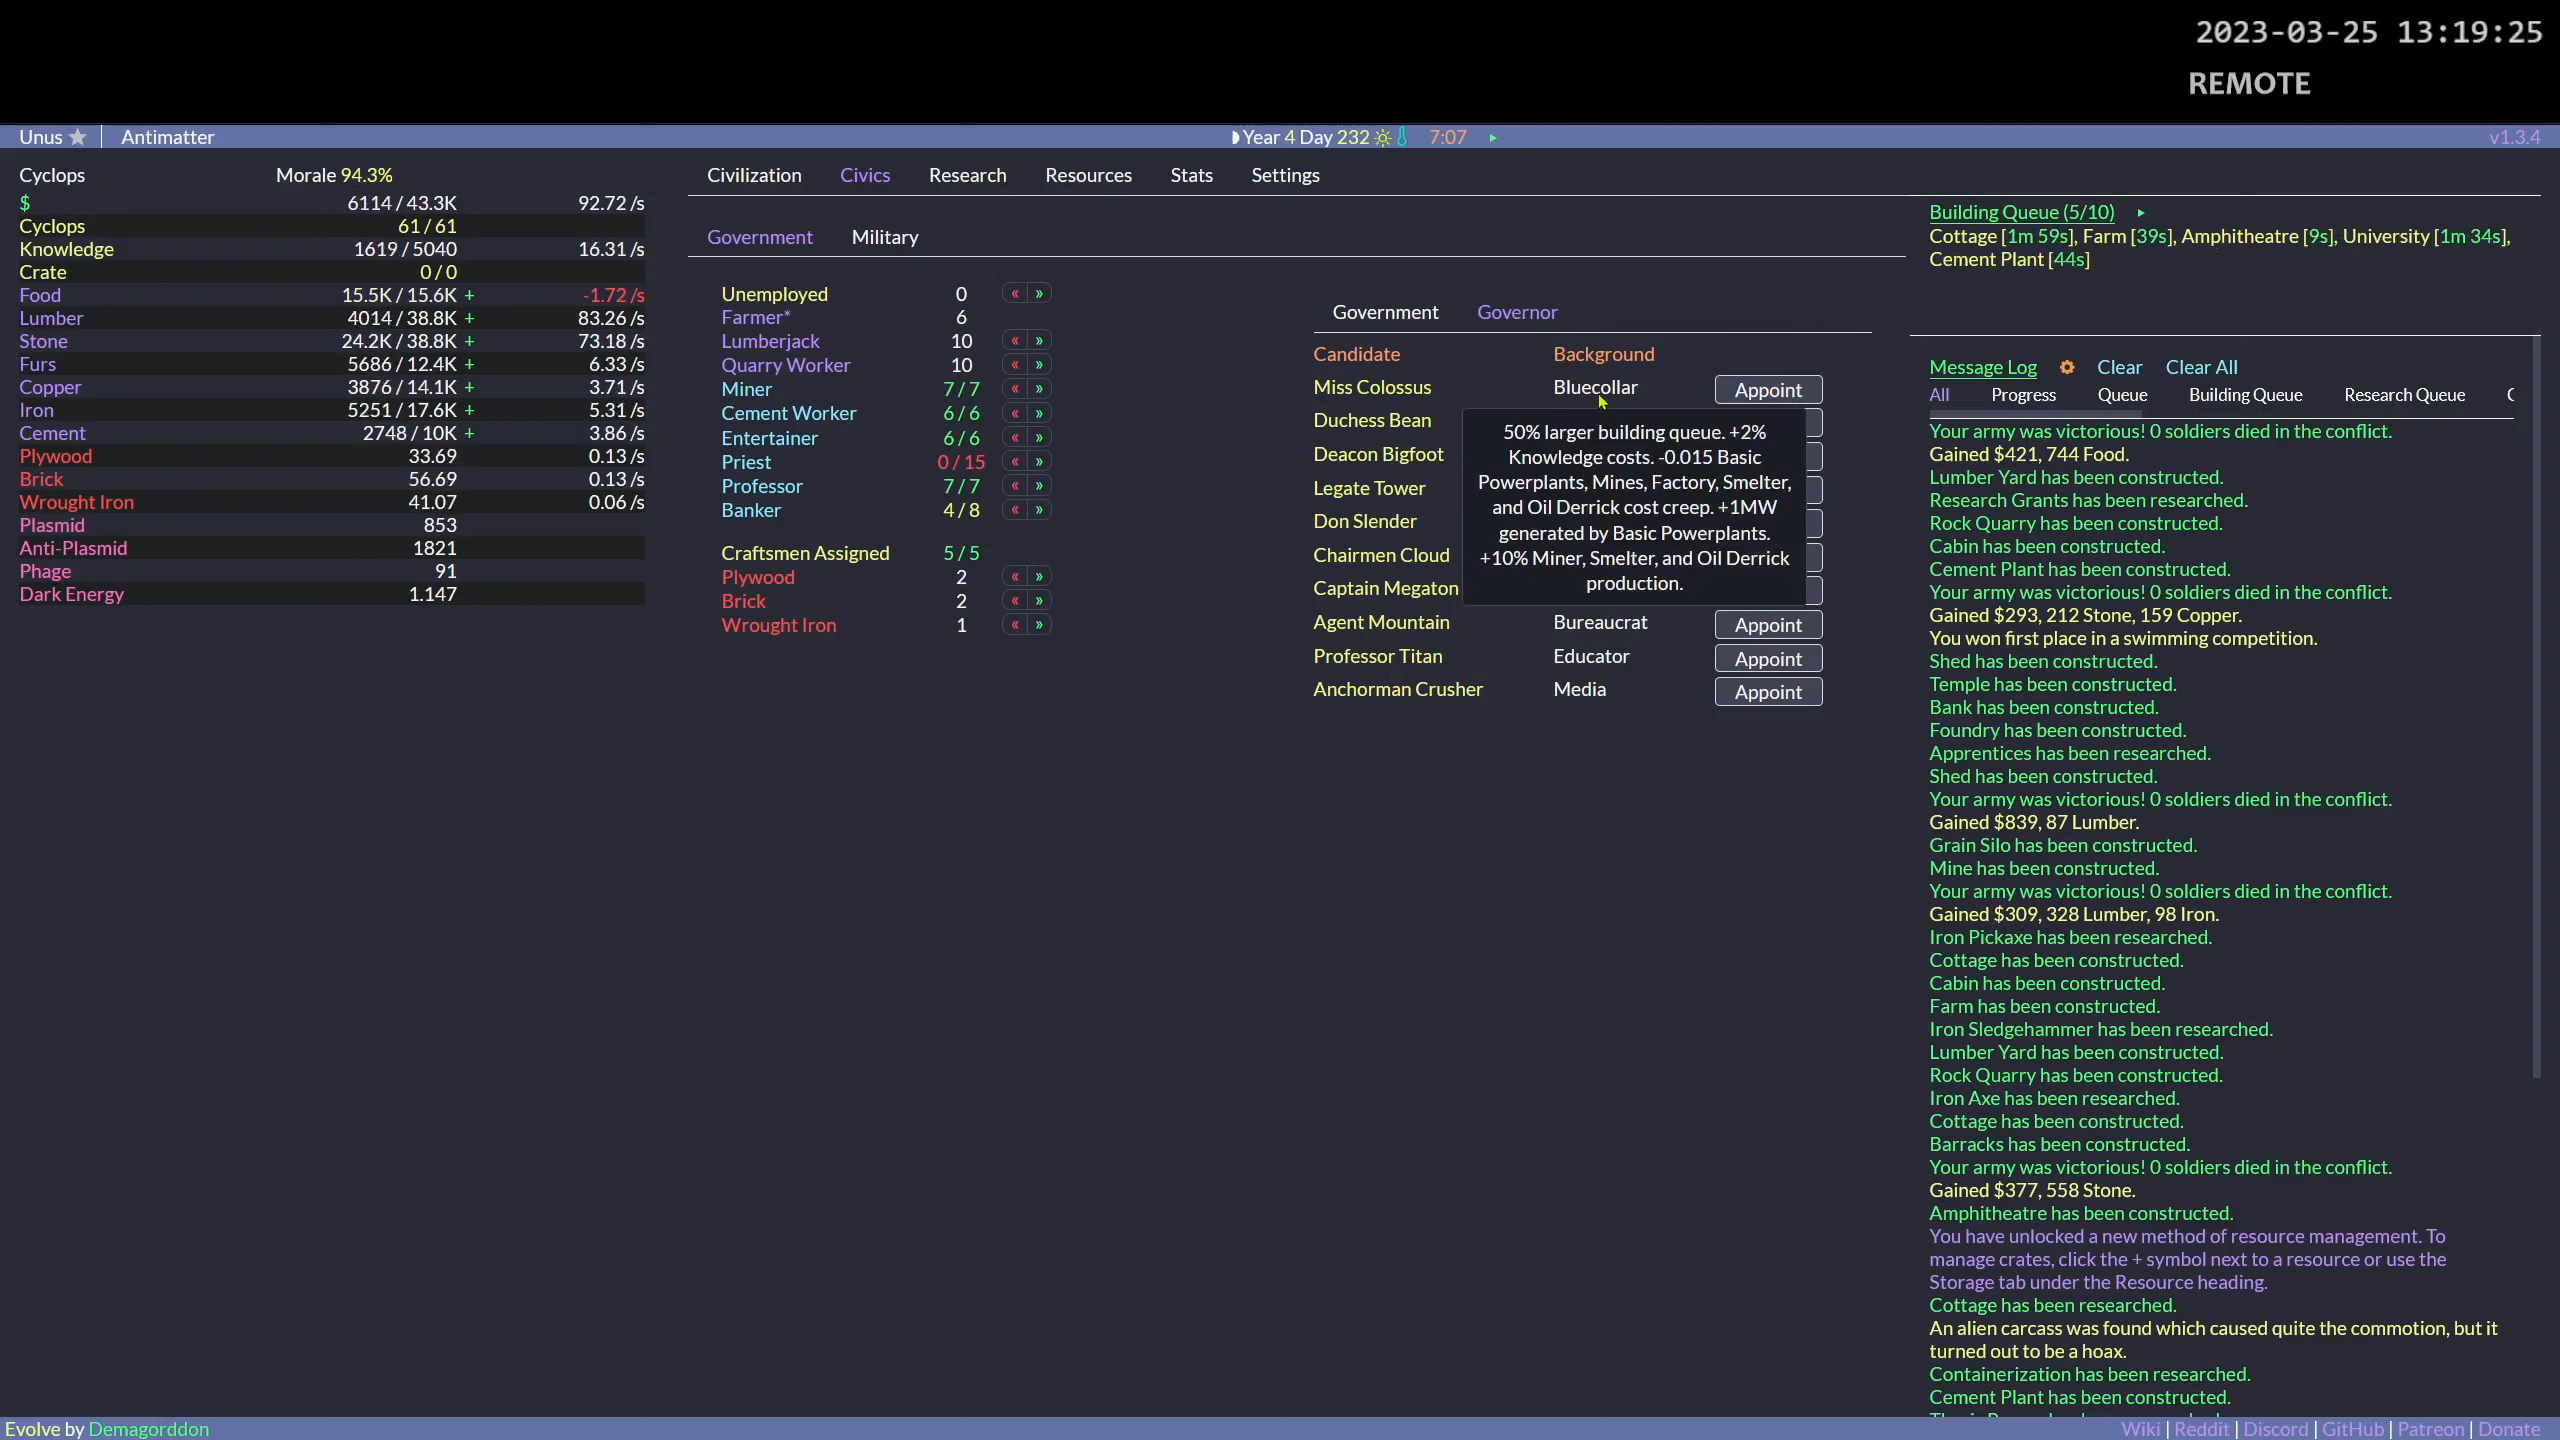 2023-03-25 13:19:25
REMOTE
Unus
Antimatter
Year 4 Day 232
7:07
v1.3.4
Cyclops Morale 94.3%
$ 6114 / 43.3K 92.72 /s
Cyclops 61 / 61
Knowledge 1619 / 5040 16.31 /s
Crate 0 / 0
Food 15.5K / 15.6K + -1.72 /s
Lumber 4014 / 38.8K + 83.26 /s
Stone 24.2K / 38.8K + 73.18 /s
Furs 5686 / 12.4K + 6.33 /s
Copper 3876 / 14.1K + 3.71 /s
Iron 5251 / 17.6K + 5.31 /s
Cement 2748 / 10K + 3.86 /s
Plywood 33.69 0.13 /s
Brick 56.69 0.13 /s
Wrought Iron 41.07 0.06 /s
Plasmid 853
Anti-Plasmid 1821
Phage 91
Dark Energy 1.147
Civilization Civics Research Resources Stats Settings
Government Military
Unemployed 0 « »
Farmer* 6
Lumberjack 10 « »
Quarry Worker 10 « »
Miner 7 / 7 « »
Cement Worker 6 / 6 « »
Entertainer 6 / 6 « »
Priest 0 / 15 « »
Professor 7 / 7 « »
Banker 4 / 8 « »
Craftsmen Assigned 5 / 5
Plywood 2 « »
Brick 2 « »
Wrought Iron 1 « »
Government Governor
Candidate Background
Miss Colossus Bluecollar Appoint
Duchess Bean
Deacon Bigfoot
Legate Tower
Don Slender
Chairmen Cloud
Captain Megaton
Agent Mountain Bureaucrat Appoint
Professor Titan Educator Appoint
Anchorman Crusher Media Appoint
50% larger building queue. +2%
Knowledge costs. -0.015 Basic
Powerplants, Mines, Factory, Smelter,
and Oil Derrick cost creep. +1MW
generated by Basic Powerplants.
+10% Miner, Smelter, and Oil Derrick
production.
Building Queue (5/10)
Cottage [1m 59s], Farm [39s], Amphitheatre [9s], University [1m 34s],
Cement Plant [44s]
Message Log Clear Clear All
All Progress Queue Building Queue Research Queue
Your army was victorious! 0 soldiers died in the conflict.
Gained $421, 744 Food.
Lumber Yard has been constructed.
Research Grants has been researched.
Rock Quarry has been constructed.
Cabin has been constructed.
Cement Plant has been constructed.
Your army was victorious! 0 soldiers died in the conflict.
Gained $293, 212 Stone, 159 Copper.
You won first place in a swimming competition.
Shed has been constructed.
Temple has been constructed.
Bank has been constructed.
Foundry has been constructed.
Apprentices has been researched.
Shed has been constructed.
Your army was victorious! 0 soldiers died in the conflict.
Gained $839, 87 Lumber.
Grain Silo has been constructed.
Mine has been constructed.
Your army was victorious! 0 soldiers died in the conflict.
Gained $309, 328 Lumber, 98 Iron.
Iron Pickaxe has been researched.
Cottage has been constructed.
Cabin has been constructed.
Farm has been constructed.
Iron Sledgehammer has been researched.
Lumber Yard has been constructed.
Rock Quarry has been constructed.
Iron Axe has been researched.
Cottage has been constructed.
Barracks has been constructed.
Your army was victorious! 0 soldiers died in the conflict.
Gained $377, 558 Stone.
Amphitheatre has been constructed.
You have unlocked a new method of resource management. To
manage crates, click the + symbol next to a resource or use the
Storage tab under the Resource heading.
Cottage has been researched.
An alien carcass was found which caused quite the commotion, but it
turned out to be a hoax.
Containerization has been researched.
Cement Plant has been constructed.
Evolve by Demagorddon
Wiki | Reddit | Discord | GitHub | Patreon | Donate